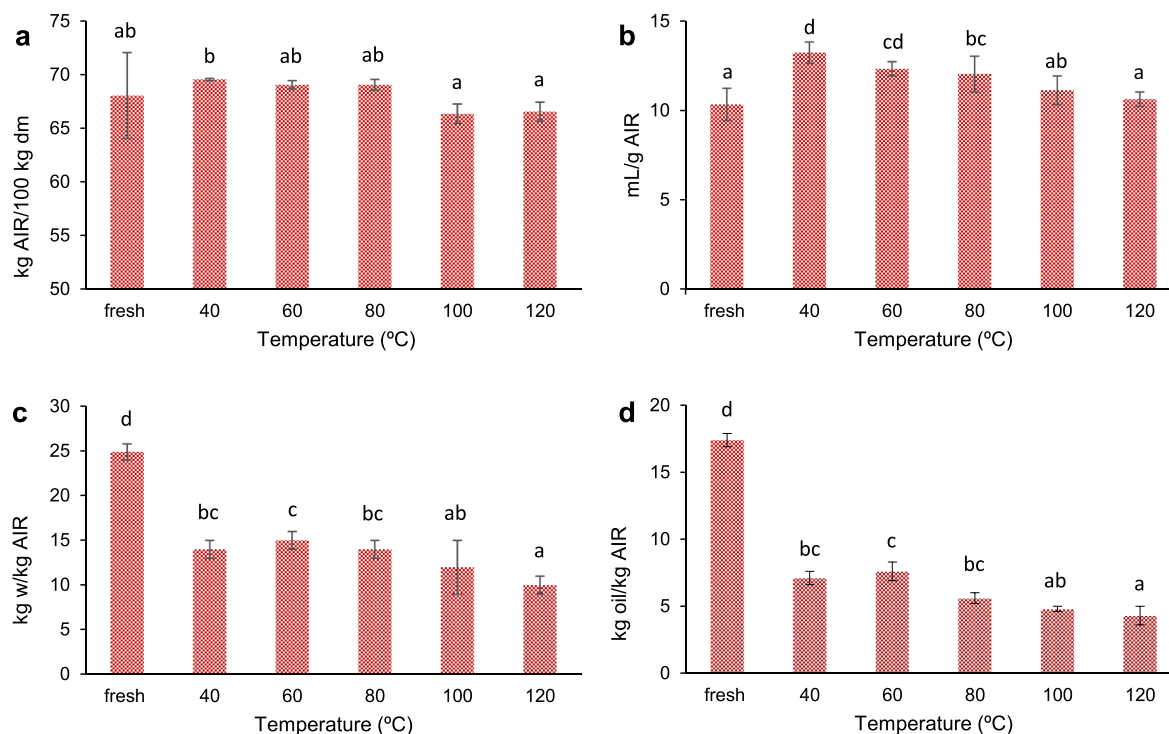 a
kg AIR/100 kg dm
75
70
65
60
55
50
ab
b
ab
ab
a
a
fresh
40
60
80
100
120
Temperature (ºC)
b
mL/g AIR
15
10
5
0
a
d
cd
bc
ab
a
fresh
40
60
80
100
120
Temperature (ºC)
c
kg w/kg AIR
30
25
20
15
10
5
0
d
bc
c
bc
ab
a
fresh
40
60
80
100
120
Temperature (ºC)
d
kg oil/kg AIR
20
15
10
5
0
d
bc
c
bc
ab
a
fresh
40
60
80
100
120
Temperature (ºC)